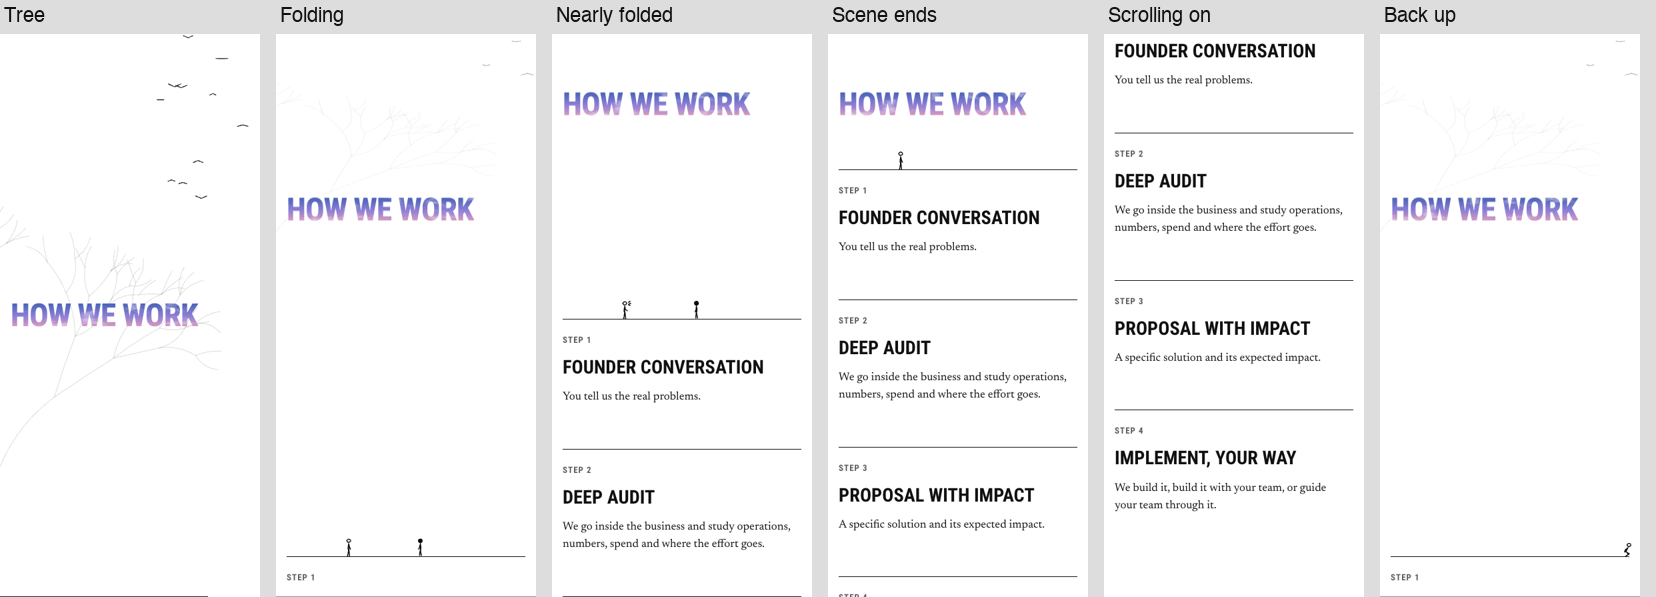 Tree
Folding
Nearly folded
Scene ends
Scrolling on
Back up
HOW WE WORK
HOW WE WORK
STEP 1
HOW WE WORK
STEP 1
FOUNDER CONVERSATION
You tell us the real problems.
STEP 2
DEEP AUDIT
We go inside the business and study operations,
numbers, spend and where the effort goes.
HOW WE WORK
STEP 1
FOUNDER CONVERSATION
You tell us the real problems.
STEP 2
DEEP AUDIT
We go inside the business and study operations,
numbers, spend and where the effort goes.
STEP 3
PROPOSAL WITH IMPACT
A specific solution and its expected impact.
STEP 4
FOUNDER CONVERSATION
You tell us the real problems.
STEP 2
DEEP AUDIT
We go inside the business and study operations,
numbers, spend and where the effort goes.
STEP 3
PROPOSAL WITH IMPACT
A specific solution and its expected impact.
STEP 4
IMPLEMENT, YOUR WAY
We build it, build it with your team, or guide
your team through it.
HOW WE WORK
STEP 1